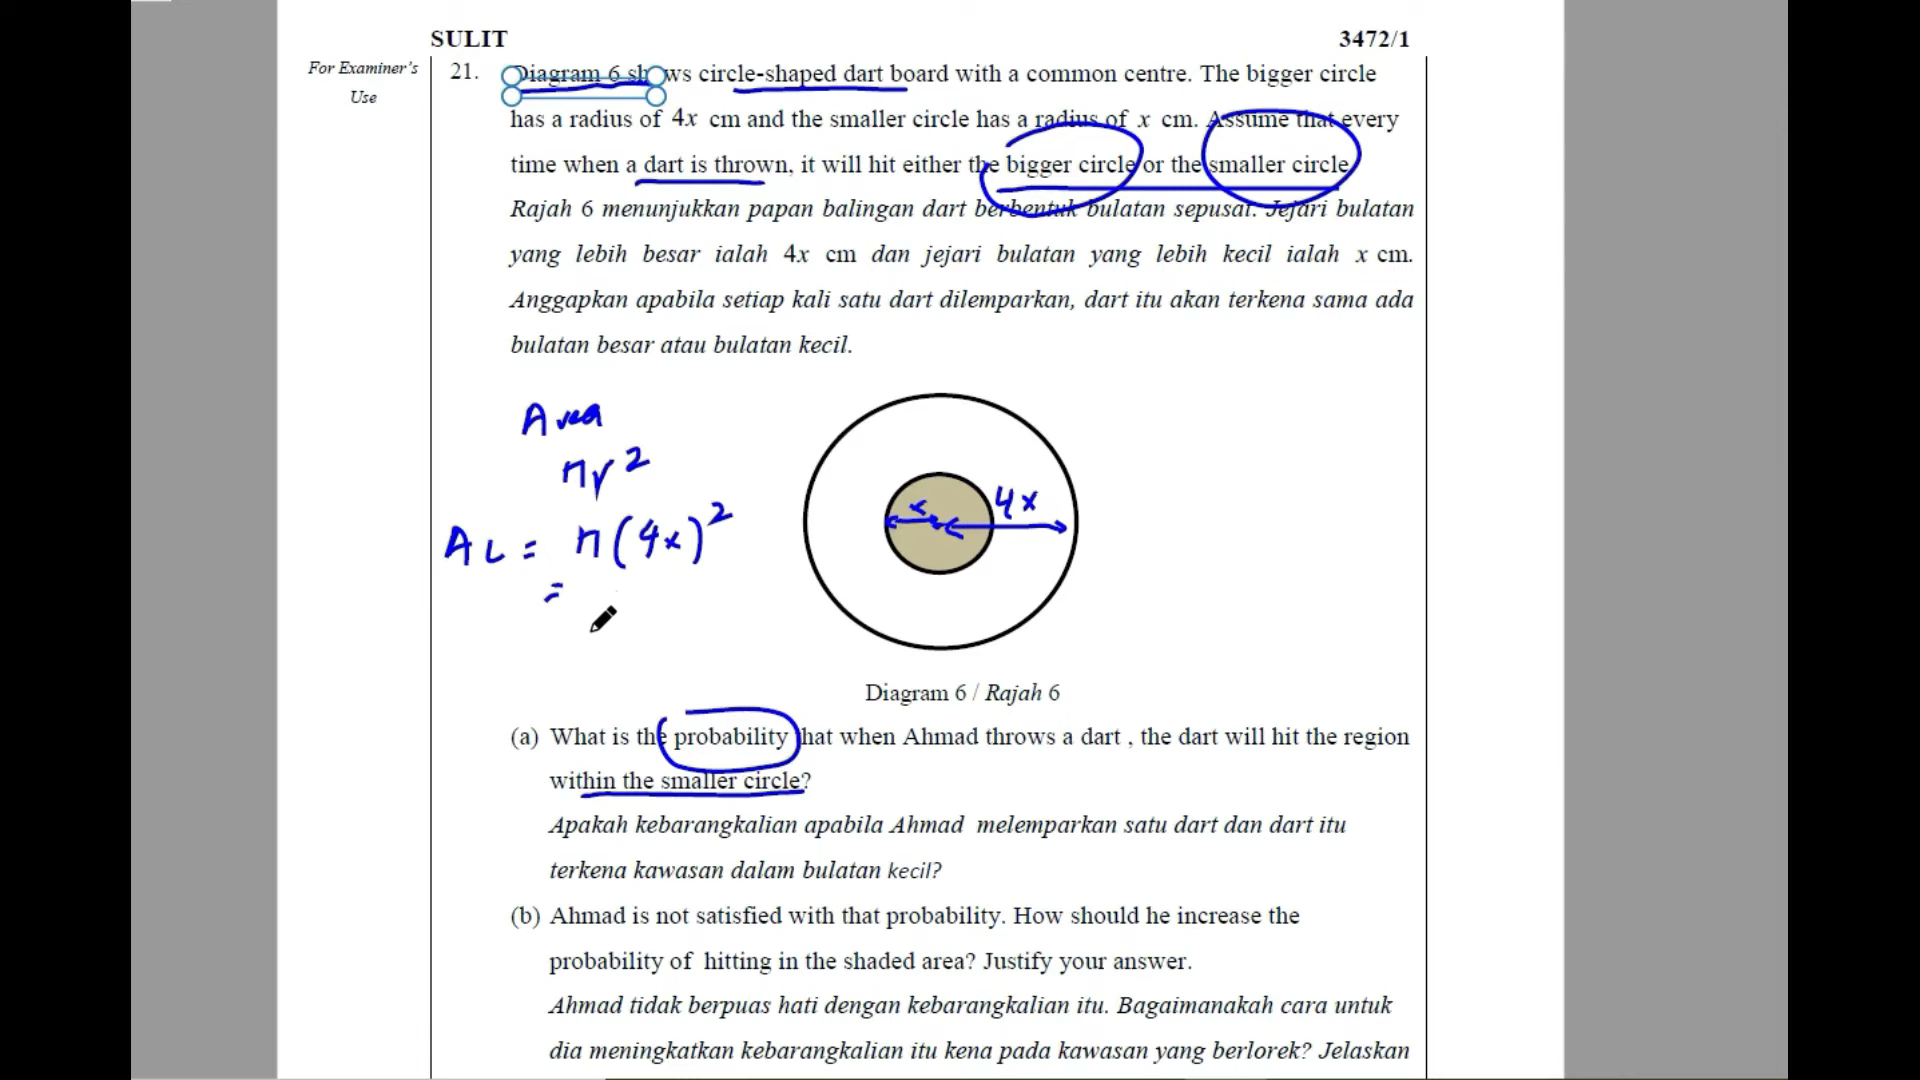 SULIT 3472/1
For Examiner's
Use
21. Diagram 6 shows circle-shaped dart board with a common centre. The bigger circle
has a radius of 4x cm and the smaller circle has a radius of x cm. Assume that every
time when a dart is thrown, it will hit either the bigger circle or the smaller circle.
Rajah 6 menunjukkan papan balingan dart berbentuk bulatan sepusat. Jejari bulatan
yang lebih besar ialah 4x cm dan jejari bulatan yang lebih kecil ialah x cm.
Anggapkan apabila setiap kali satu dart dilemparkan, dart itu akan terkena sama ada
bulatan besar atau bulatan kecil.
Area
πr²
AL = π(4x)²
=
x 4x
Diagram 6 / Rajah 6
(a) What is the probability that when Ahmad throws a dart , the dart will hit the region
within the smaller circle?
Apakah kebarangkalian apabila Ahmad melemparkan satu dart dan dart itu
terkena kawasan dalam bulatan kecil?
(b) Ahmad is not satisfied with that probability. How should he increase the
probability of hitting in the shaded area? Justify your answer.
Ahmad tidak berpuas hati dengan kebarangkalian itu. Bagaimanakah cara untuk
dia meningkatkan kebarangkalian itu kena pada kawasan yang berlorek? Jelaskan